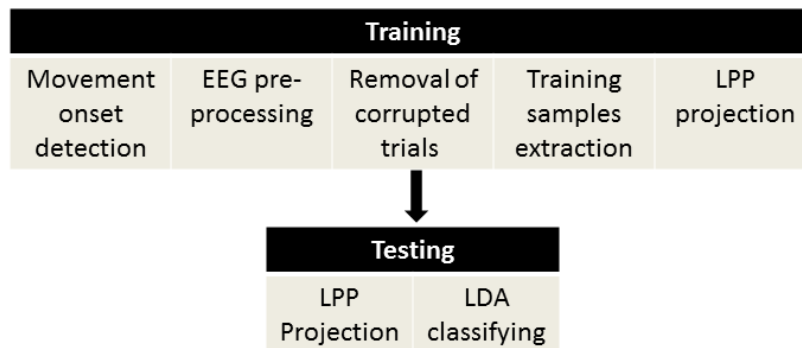 Training
Movement
onset
detection
EEG pre-
processing
Removal of
corrupted
trials
Training
samples
extraction
LPP
projection
Testing
LPP
Projection
LDA
classifying